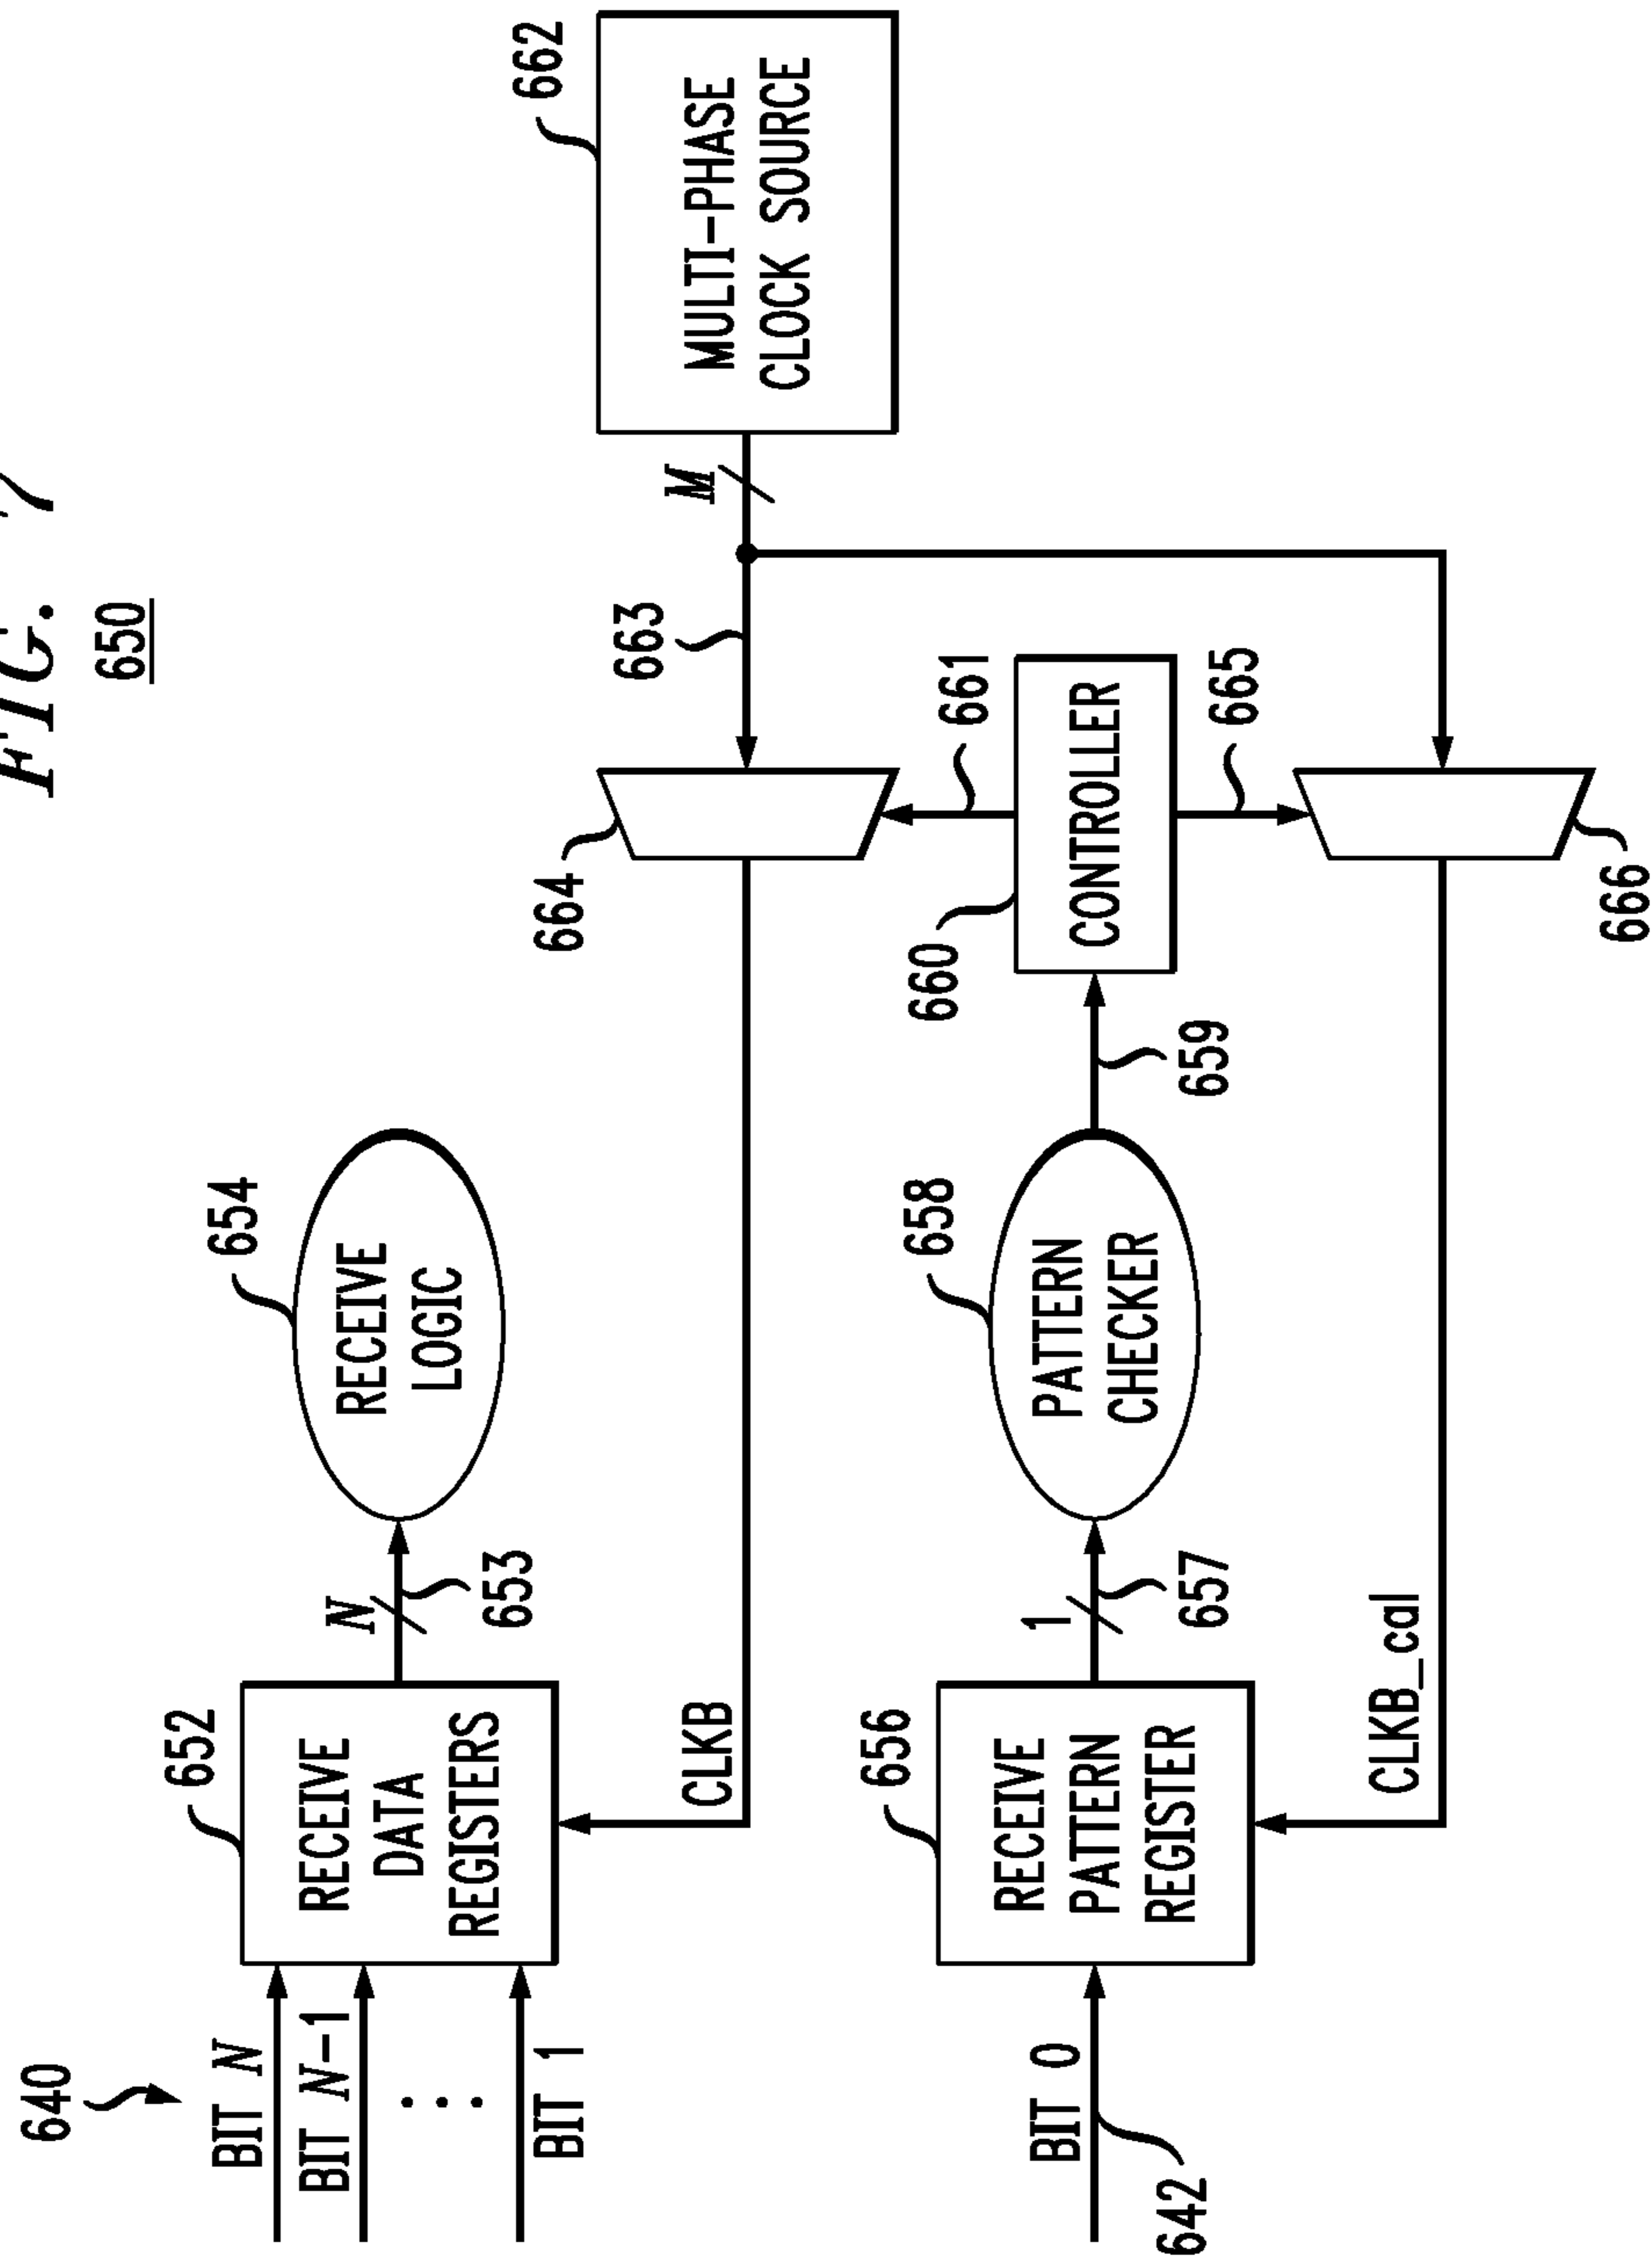 FIG. 7
650
640
BIT N
BIT N-1
BIT 1
652
RECEIVE
DATA
REGISTERS
N
653
654
RECEIVE
LOGIC
CLKB
664
663
M
662
MULTI-PHASE
CLOCK SOURCE
BIT 0
642
656
RECEIVE
PATTERN
REGISTER
1
657
658
PATTERN
CHECKER
659
660
CONTROLLER
661
665
CLKB_cal
666